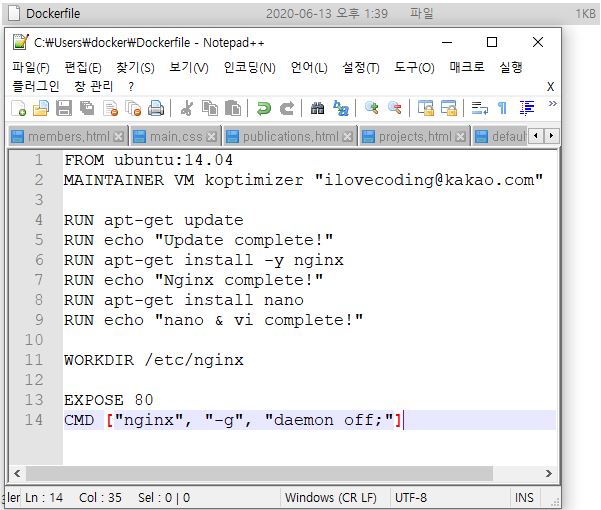 Dockerfile 2020-06-13 오후 1:39 파일 1KB
C:₩Users₩docker₩Dockerfile - Notepad++
파일(F) 편집(E) 찾기(S) 보기(V) 인코딩(N) 언어(L) 설정(T) 도구(O) 매크로 실행
플러그인 창 관리 ? X
members.html main.css publications.html projects.html default
1 FROM ubuntu:14.04
2 MAINTAINER VM koptimizer "ilovecoding@kakao.com"
3
4 RUN apt-get update
5 RUN echo "Update complete!"
6 RUN apt-get install -y nginx
7 RUN echo "Nginx complete!"
8 RUN apt-get install nano
9 RUN echo "nano & vi complete!"
10
11 WORKDIR /etc/nginx
12
13 EXPOSE 80
14 CMD ["nginx", "-g", "daemon off;"]
ler Ln : 14 Col : 35 Sel : 0 | 0 Windows (CR LF) UTF-8 INS